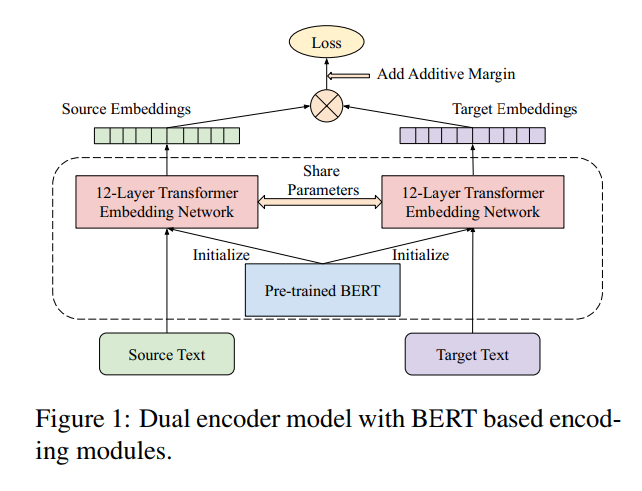 Loss
Add Additive Margin
Source Embeddings
Target Embeddings
Share
Parameters
12-Layer Transformer
Embedding Network
12-Layer Transformer
Embedding Network
Initialize
Initialize
Pre-trained BERT
Source Text
Target Text
Figure 1: Dual encoder model with BERT based encod-
ing modules.